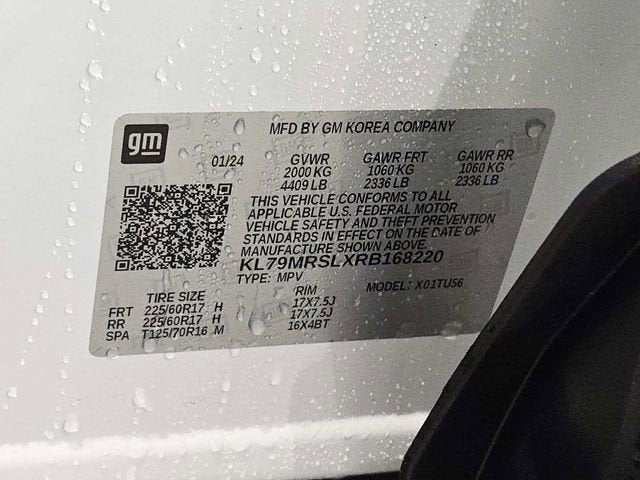 gm
MFD BY GM KOREA COMPANY
01/24 GVWR GAWR FRT GAWR RR
2000 KG 1060 KG 1060 KG
4409 LB 2336 LB 2336 LB
THIS VEHICLE CONFORMS TO ALL
APPLICABLE U.S. FEDERAL MOTOR
VEHICLE SAFETY AND THEFT PREVENTION
STANDARDS IN EFFECT ON THE DATE OF
MANUFACTURE SHOWN ABOVE.
KL79MRSLXRB168220
TYPE: MPV MODEL: X01TU56
TIRE SIZE RIM
FRT 225/60R17 H 17X7.5J
RR 225/60R17 H 17X7.5J
SPA T125/70R16 M 16X4BT